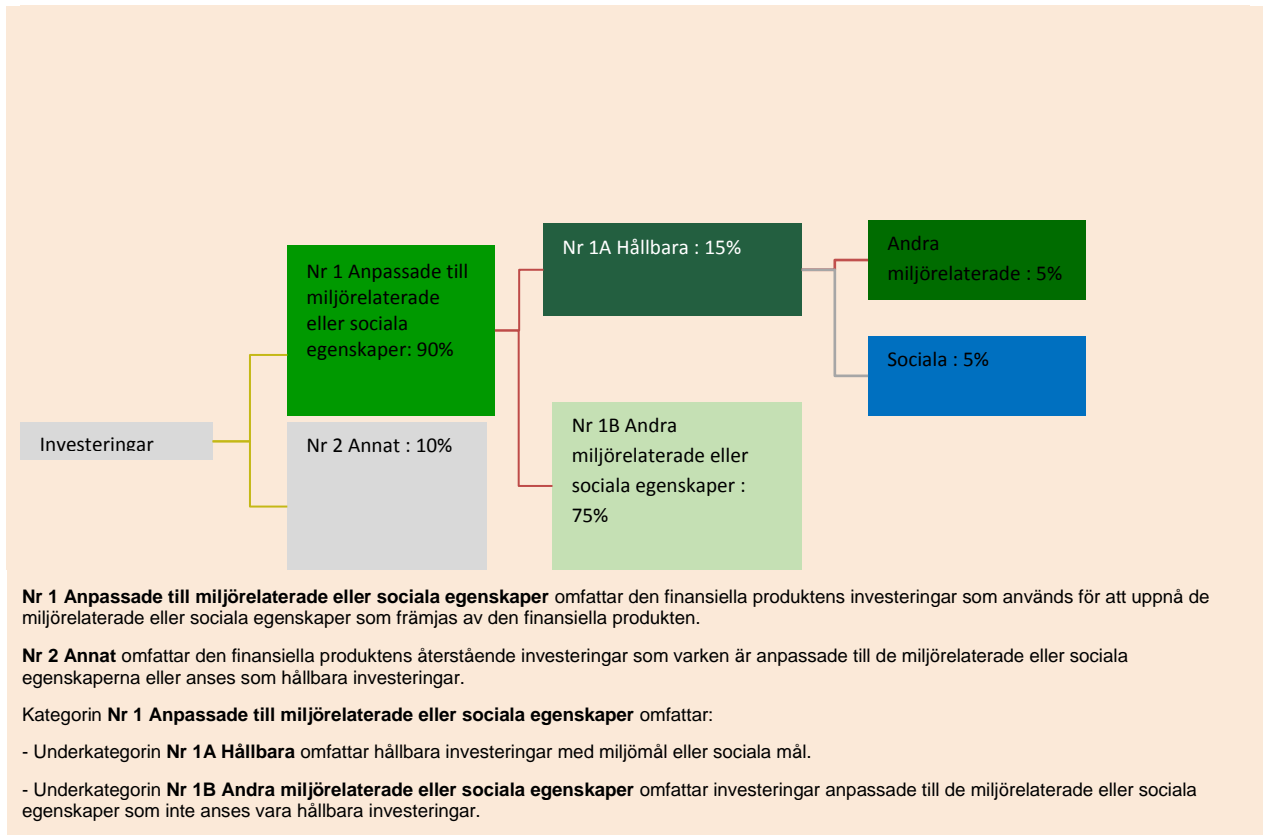 Investeringar
Nr 1 Anpassade till
miljörelaterade
eller sociala
egenskaper: 90%
Nr 2 Annat : 10%
Nr 1A Hållbara : 15%
Nr 1B Andra
miljörelaterade eller
sociala egenskaper :
75%
Andra
miljörelaterade : 5%
Sociala : 5%
Nr 1 Anpassade till miljörelaterade eller sociala egenskaper omfattar den finansiella produktens investeringar som används för att uppnå de
miljörelaterade eller sociala egenskaper som främjas av den finansiella produkten.
Nr 2 Annat omfattar den finansiella produktens återstående investeringar som varken är anpassade till de miljörelaterade eller sociala
egenskaperna eller anses som hållbara investeringar.
Kategorin Nr 1 Anpassade till miljörelaterade eller sociala egenskaper omfattar:
- Underkategorin Nr 1A Hållbara omfattar hållbara investeringar med miljömål eller sociala mål.
- Underkategorin Nr 1B Andra miljörelaterade eller sociala egenskaper omfattar investeringar anpassade till de miljörelaterade eller sociala
egenskaper som inte anses vara hållbara investeringar.